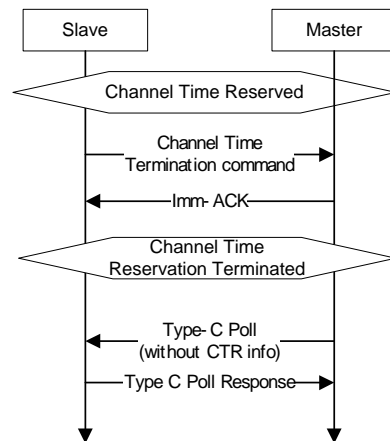 Slave
Master
Channel Time Reserved
Channel Time
Termination command
Imm- ACK
Channel Time
Reservation Terminated
Type- C Poll
(without CTR info)
Type C Poll Response